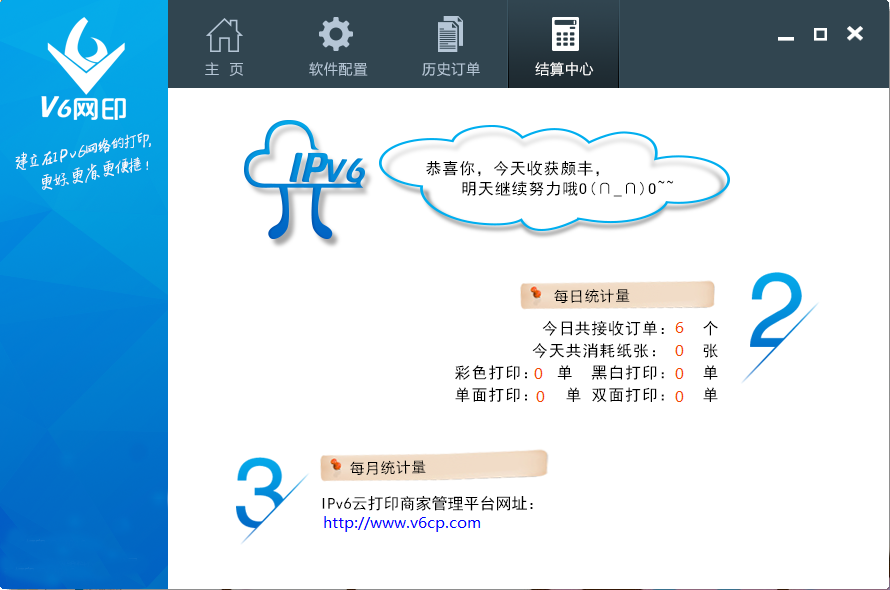 V6网印
建立在IPv6网络的打印,
更好.更省.更便捷!
主 页
软件配置
历史订单
结算中心
IPv6
恭喜你，今天收获颇丰，
明天继续努力哦O(∩_∩)O~~
每日统计量
2
今日共接收订单：6 个
今天共消耗纸张： 0 张
彩色打印：0 单 黑白打印：0 单
单面打印：0 单 双面打印：0 单
3
每月统计量
IPv6云打印商家管理平台网址：
http://www.v6cp.com